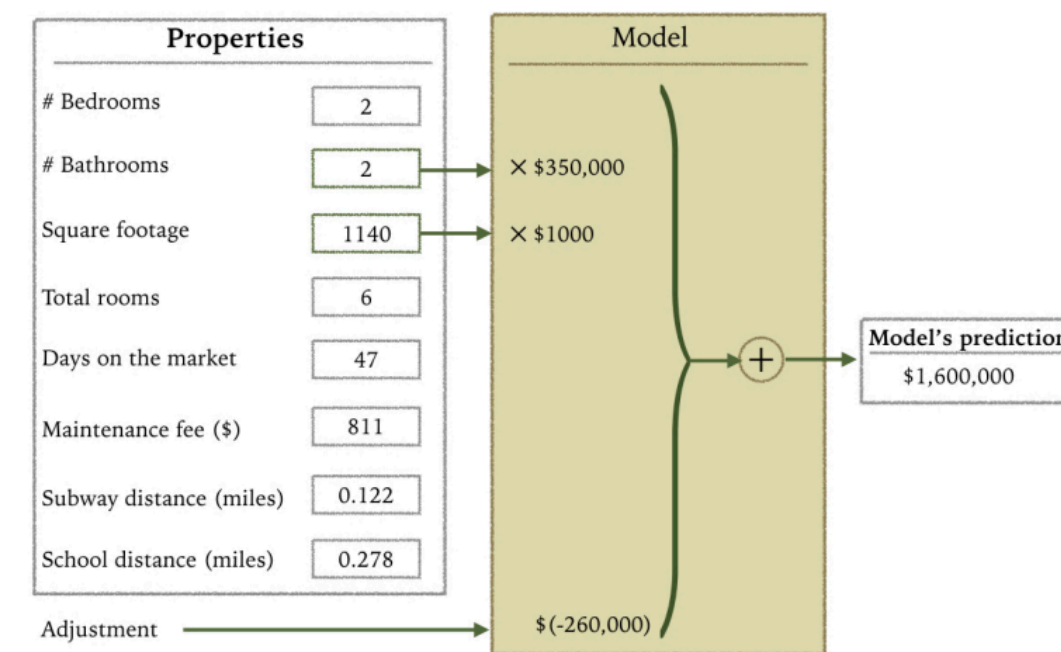 Properties
# Bedrooms 2
# Bathrooms 2
Square footage 1140
Total rooms 6
Days on the market 47
Maintenance fee ($) 811
Subway distance (miles) 0.122
School distance (miles) 0.278
Adjustment
Model
× $350,000
× $1000
$(-260,000)
+
Model's prediction
$1,600,000